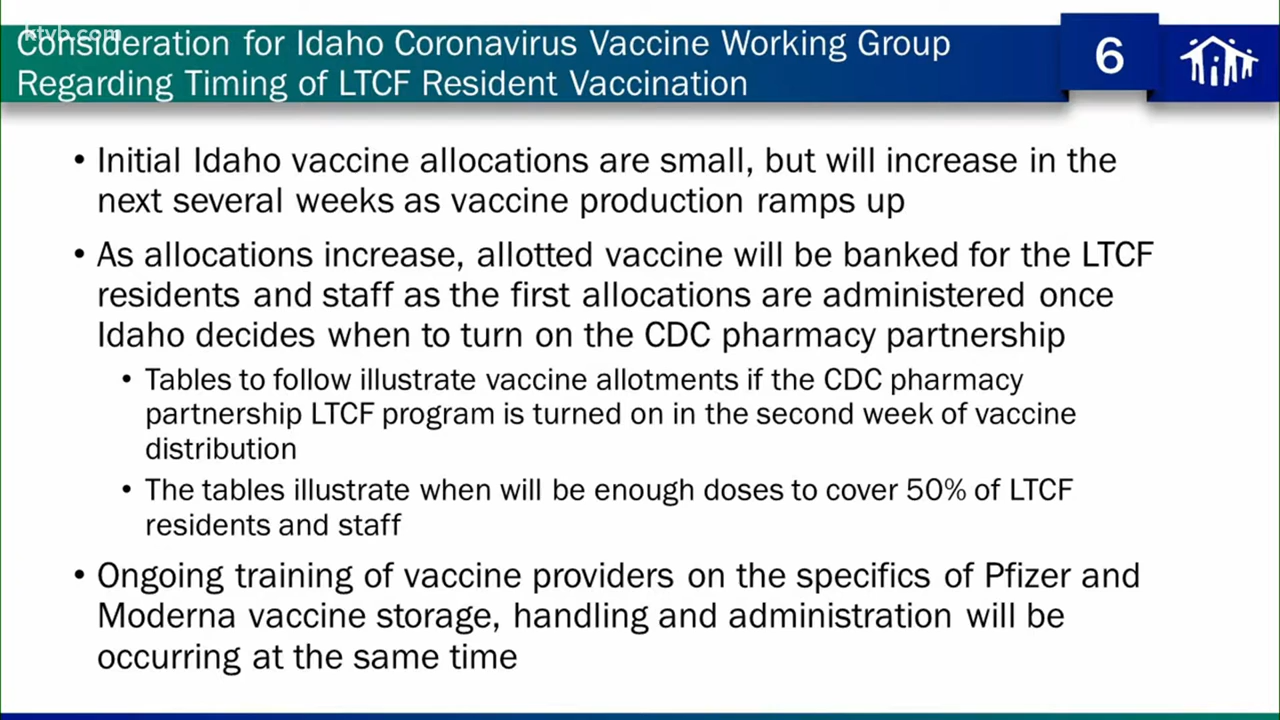 ktvb.com
Consideration for Idaho Coronavirus Vaccine Working Group
Regarding Timing of LTCF Resident Vaccination
6
• Initial Idaho vaccine allocations are small, but will increase in the
next several weeks as vaccine production ramps up
• As allocations increase, allotted vaccine will be banked for the LTCF
residents and staff as the first allocations are administered once
Idaho decides when to turn on the CDC pharmacy partnership
• Tables to follow illustrate vaccine allotments if the CDC pharmacy
partnership LTCF program is turned on in the second week of vaccine
distribution
• The tables illustrate when will be enough doses to cover 50% of LTCF
residents and staff
• Ongoing training of vaccine providers on the specifics of Pfizer and
Moderna vaccine storage, handling and administration will be
occurring at the same time